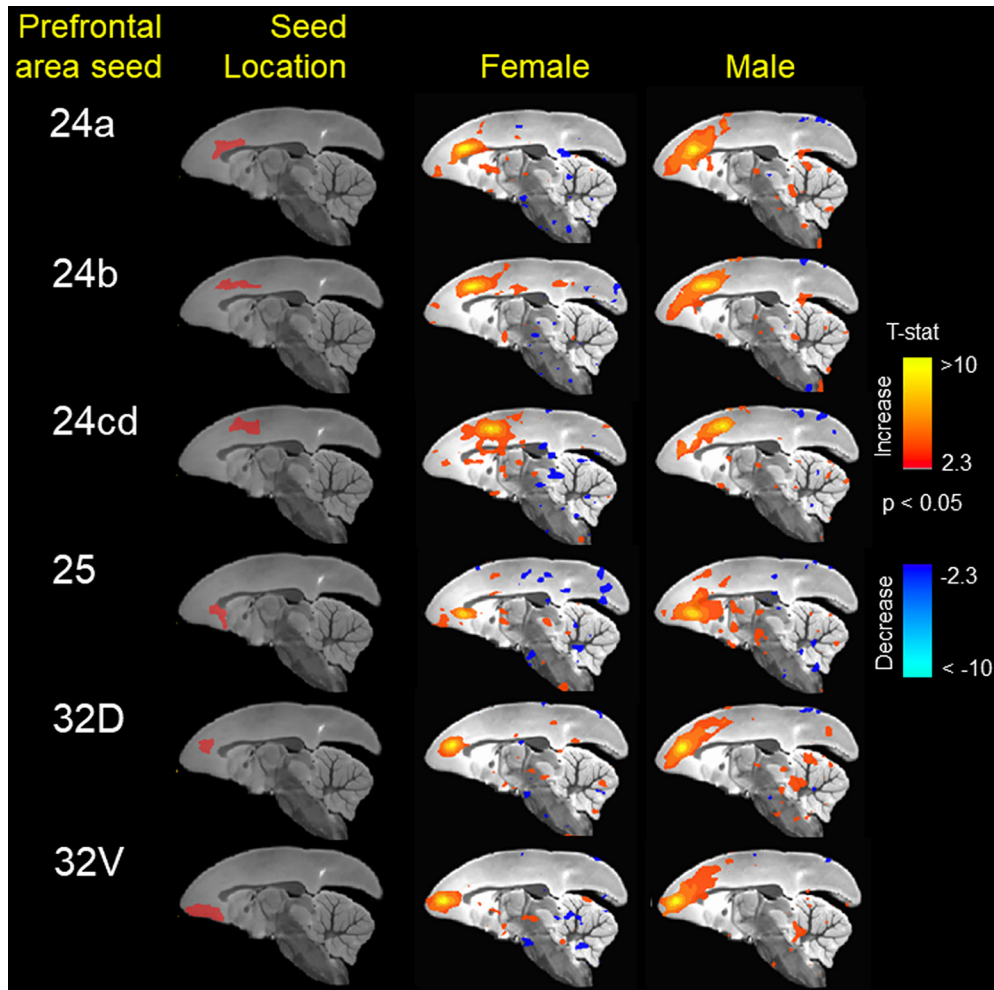 Prefrontal
area seed
Seed
Location
Female
Male
24a
24b
24cd
25
32D
32V
T-stat
>10
Increase
2.3
p < 0.05
-2.3
Decrease
< -10